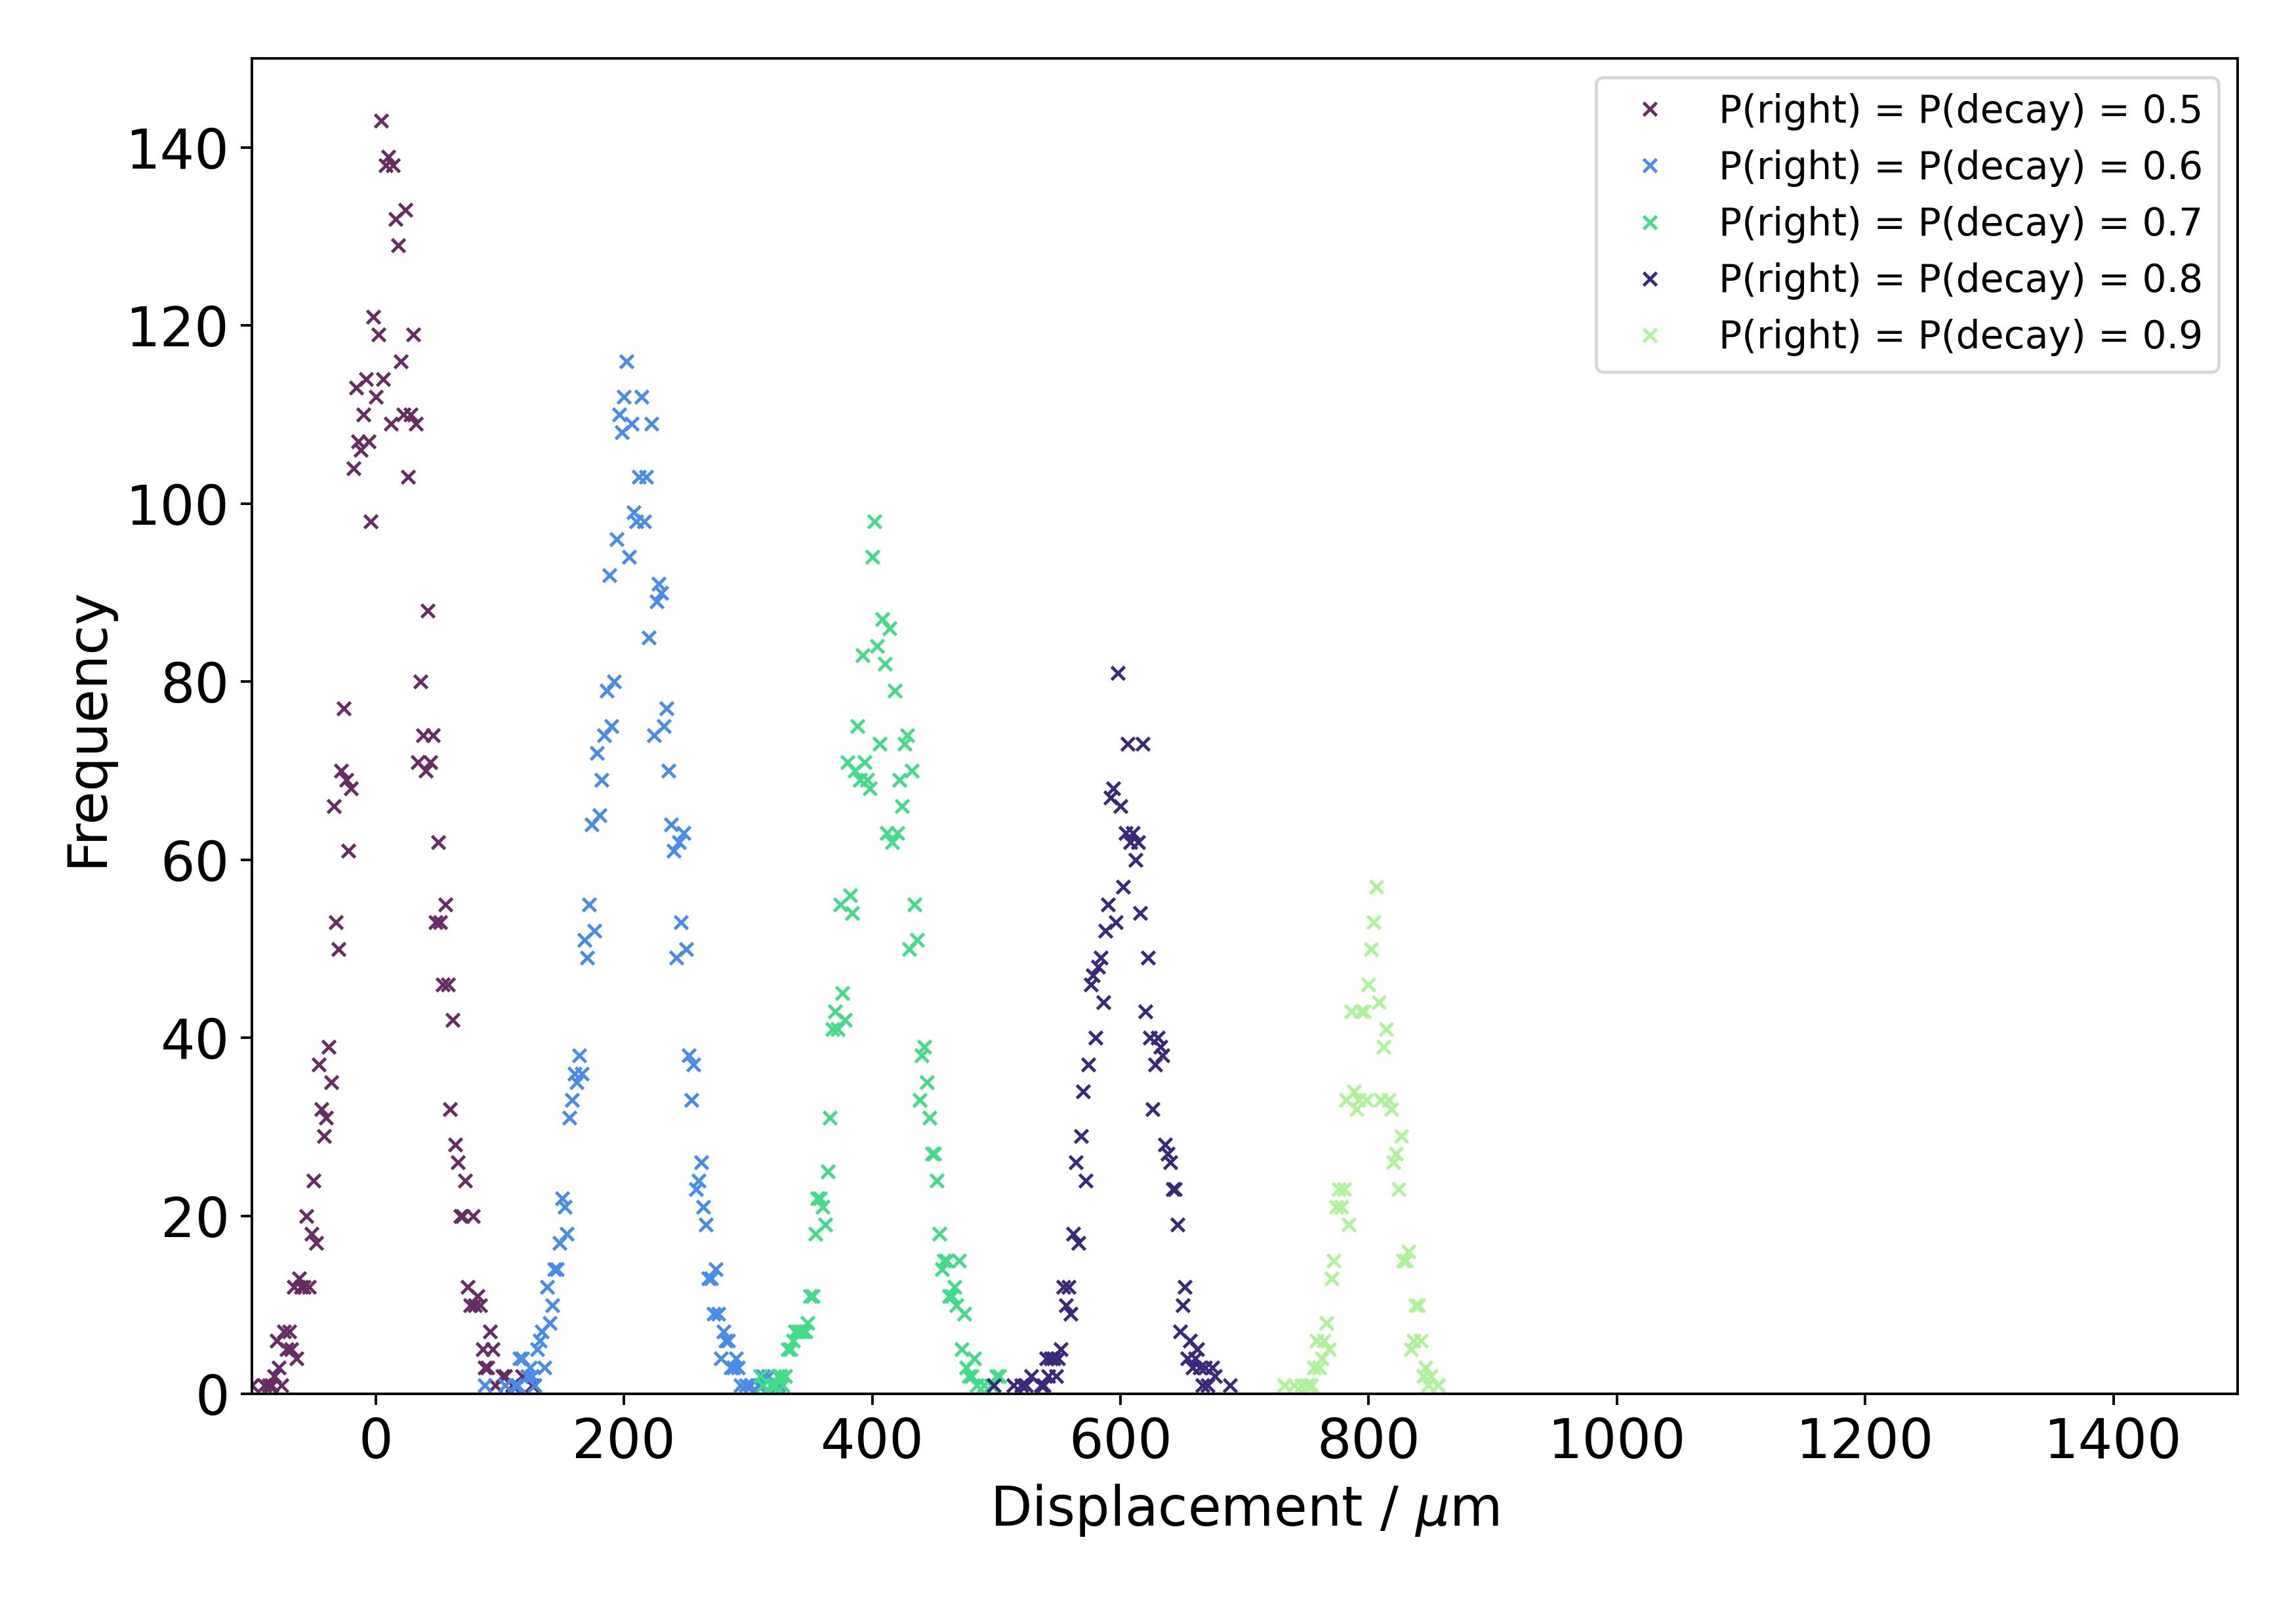 P(right) = P(decay) = 0.5
P(right) = P(decay) = 0.6
P(right) = P(decay) = 0.7
P(right) = P(decay) = 0.8
P(right) = P(decay) = 0.9
140
120
100
80
60
40
20
0
Frequency
0 200 400 600 800 1000 1200 1400
Displacement / μm